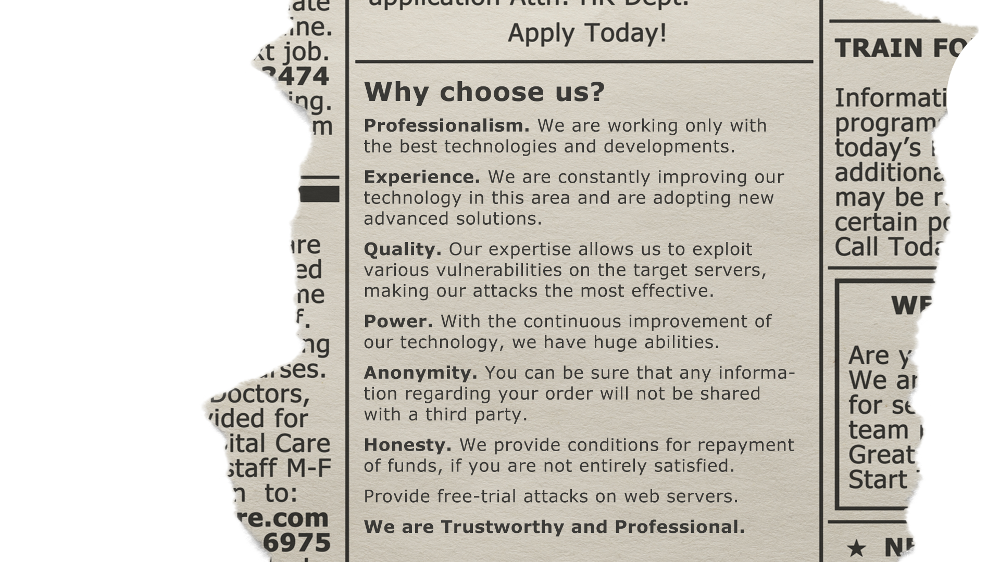 ine.
job.
474
ing.
m
are
ed
me
f.
ng
rses.
Doctors,
vided for
ital Care
staff M-F
to:
re.com
6975
application Attn: HR Dept.
Apply Today!
Why choose us?
Professionalism. We are working only with
the best technologies and developments.
Experience. We are constantly improving our
technology in this area and are adopting new
advanced solutions.
Quality. Our expertise allows us to exploit
various vulnerabilities on the target servers,
making our attacks the most effective.
Power. With the continuous improvement of
our technology, we have huge abilities.
Anonymity. You can be sure that any informa-
tion regarding your order will not be shared
with a third party.
Honesty. We provide conditions for repayment
of funds, if you are not entirely satisfied.
Provide free-trial attacks on web servers.
We are Trustworthy and Professional.
TRAIN FO
Informati
program
today’s
additiona
may be r
certain po
Call Toda
WE
Are y
We ar
for se
team
Great
Start
★ NE